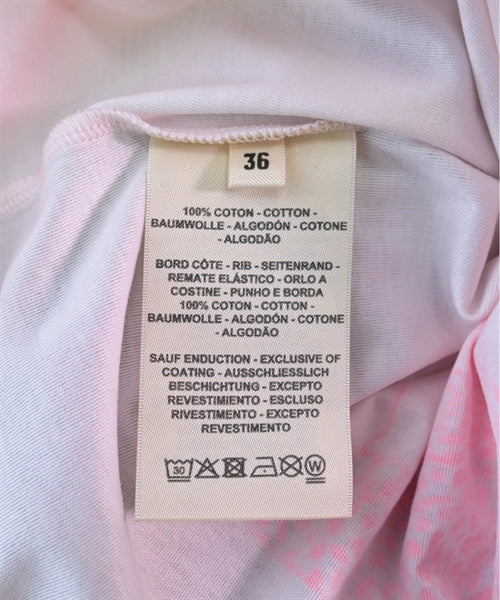 36
100% COTON - COTTON -
BAUMWOLLE - ALGODÓN - COTONE
- ALGODÃO
BORD CÔTE - RIB - SEITENRAND -
REMATE ELÁSTICO - ORLO A
COSTINE - PUNHO E BORDA
100% COTON - COTTON -
BAUMWOLLE - ALGODÓN - COTONE
- ALGODÃO
SAUF ENDUCTION - EXCLUSIVE OF
COATING - AUSSCHLIESSLICH
BESCHICHTUNG - EXCEPTO
REVESTIMIENTO - ESCLUSO
RIVESTIMENTO - EXCEPTO
REVESTIMENTO
30 W